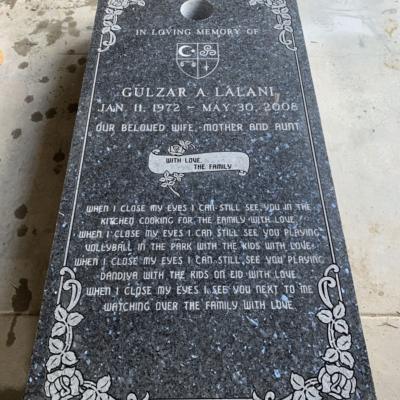 IN LOVING MEMORY OF
GULZAR A. LALANI
JAN. 11, 1972 – MAY 30, 2008
OUR BELOVED WIFE, MOTHER AND AUNT
WITH LOVE,
THE FAMILY
WHEN I CLOSE MY EYES I CAN STILL SEE YOU IN THE
KITCHEN COOKING FOR THE FAMILY WITH LOVE
WHEN I CLOSE MY EYES I CAN STILL SEE YOU PLAYING
VOLLEYBALL IN THE PARK WITH THE KIDS WITH LOVE
WHEN I CLOSE MY EYES I CAN STILL SEE YOU PLAYING
DANDIYA WITH THE KIDS ON EID WITH LOVE
WHEN I CLOSE MY EYES I SEE YOU NEXT TO ME
WATCHING OVER THE FAMILY WITH LOVE